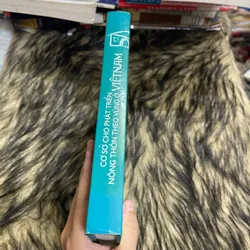 CƠ SỞ CHO PHÁT TRIỂN
NÔNG THÔN THEO VÙNG Ở VIỆT NAM